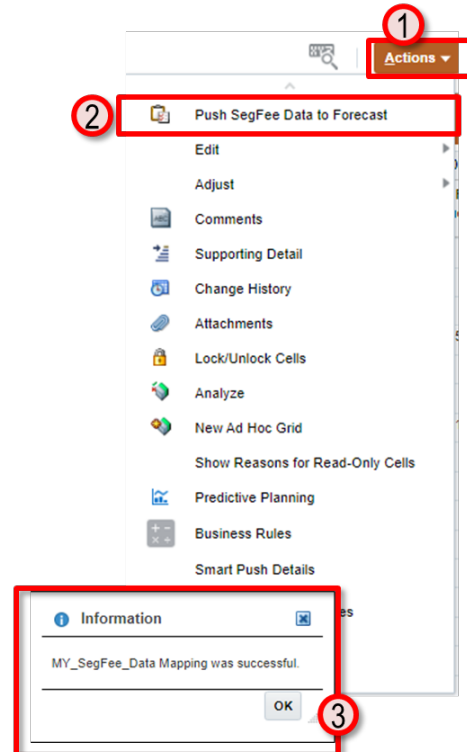 1
Actions
2
Push SegFee Data to Forecast
Edit
Adjust
Comments
Supporting Detail
Change History
Attachments
Lock/Unlock Cells
Analyze
New Ad Hoc Grid
Show Reasons for Read-Only Cells
Predictive Planning
Business Rules
Smart Push Details
es
Information
MY_SegFee_Data Mapping was successful.
OK
3